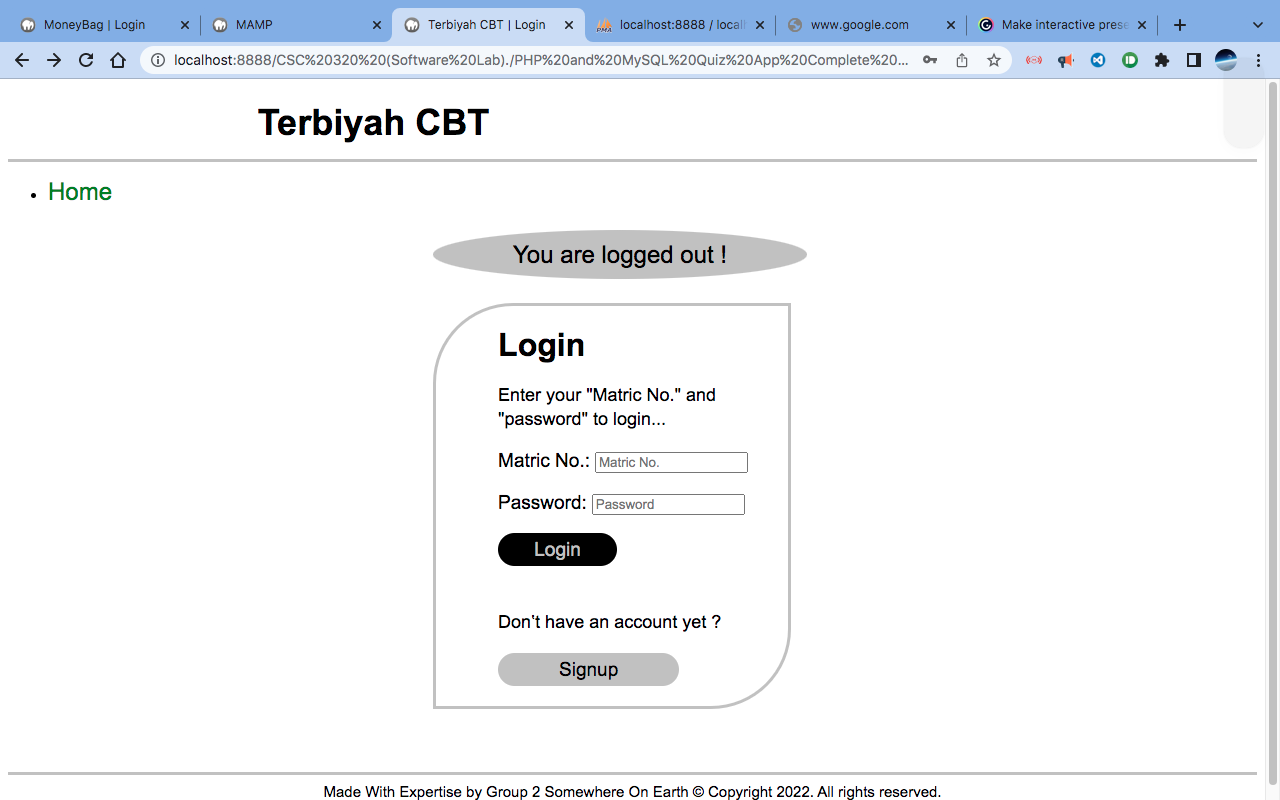 MoneyBag | Login
MAMP
Terbiyah CBT | Login
localhost:8888 / local
www.google.com
Make interactive prese
localhost:8888/CSC%20320%20(Software%20Lab)./PHP%20and%20MySQL%20Quiz%20App%20Complete%20...
Terbiyah CBT
Home
You are logged out !
Login
Enter your "Matric No." and
"password" to login...
Matric No.: Matric No.
Password: Password
Login
Don't have an account yet ?
Signup
Made With Expertise by Group 2 Somewhere On Earth © Copyright 2022. All rights reserved.